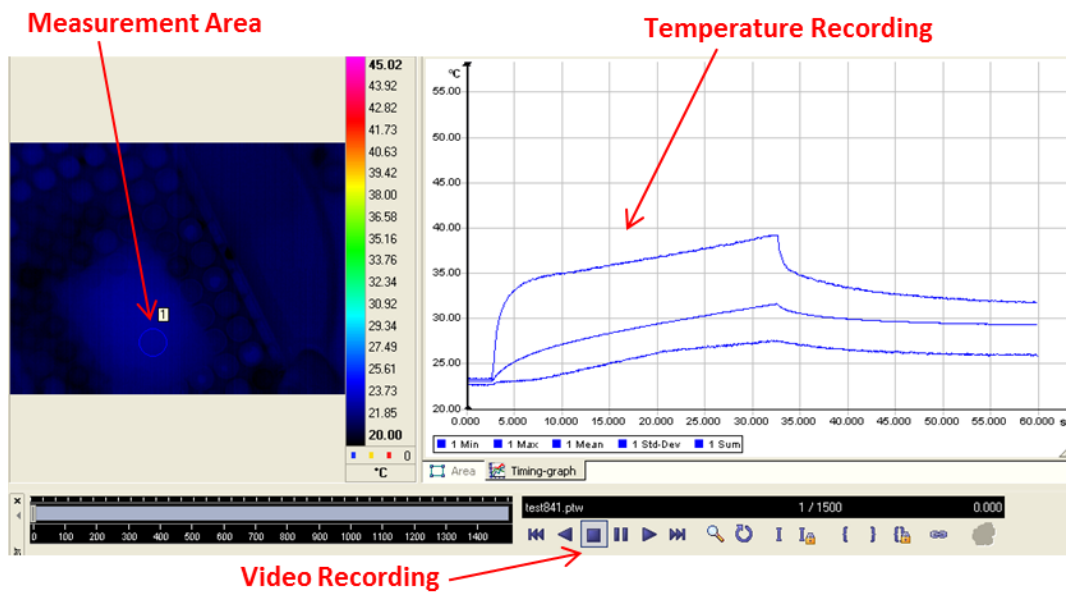 Measurement Area
Temperature Recording
45.02
43.92
42.82
41.73
40.63
39.42
38.00
36.58
35.16
33.76
32.34
30.92
29.34
27.49
25.61
23.73
21.85
20.00
0
°C
1
°C
55.00
50.00
45.00
40.00
35.00
30.00
25.00
20.00
0.000 5.000 10.000 15.000 20.000 25.000 30.000 35.000 40.000 45.000 50.000 55.000 60.000 s
1 Min 1 Max 1 Mean 1 Std-Dev 1 Sum
Area Timing-graph
test841.ptw 1 / 1500 0.000
0 100 200 300 400 500 600 700 800 900 1000 1100 1200 1300 1400
Video Recording